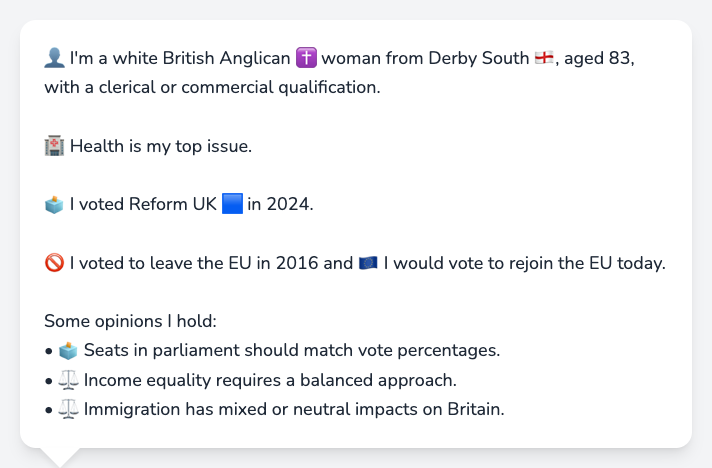 👤 I'm a white British Anglican ✝️ woman from Derby South 🏴󠁧󠁢󠁥󠁮󠁧󠁿, aged 83,
with a clerical or commercial qualification.
🏥 Health is my top issue.
🗳️ I voted Reform UK 🟦 in 2024.
🚫 I voted to leave the EU in 2016 and 🇪🇺 I would vote to rejoin the EU today.
Some opinions I hold:
• 🗳️ Seats in parliament should match vote percentages.
• ⚖️ Income equality requires a balanced approach.
• ⚖️ Immigration has mixed or neutral impacts on Britain.